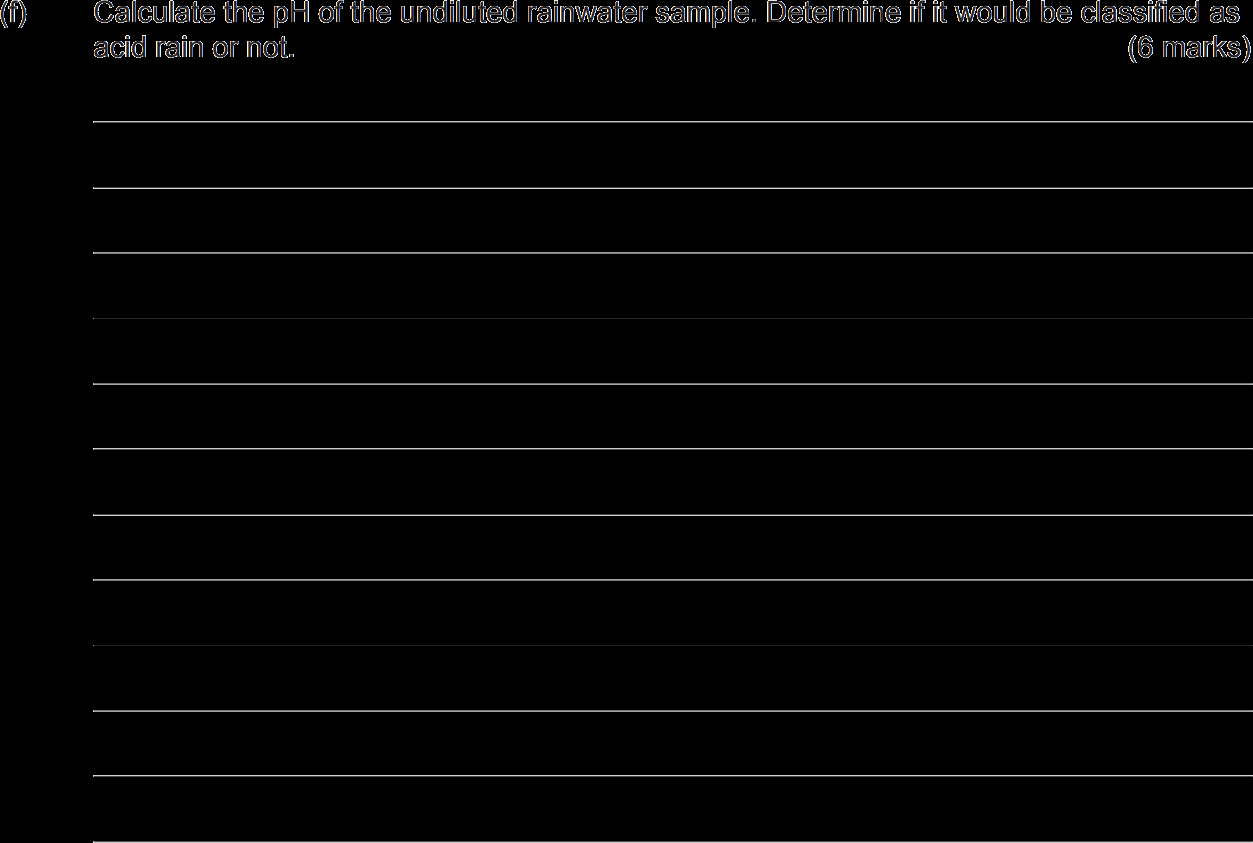 (f) Calculate the pH of the undiluted rainwater sample. Determine if it would be classified as
acid rain or not. (6 marks)